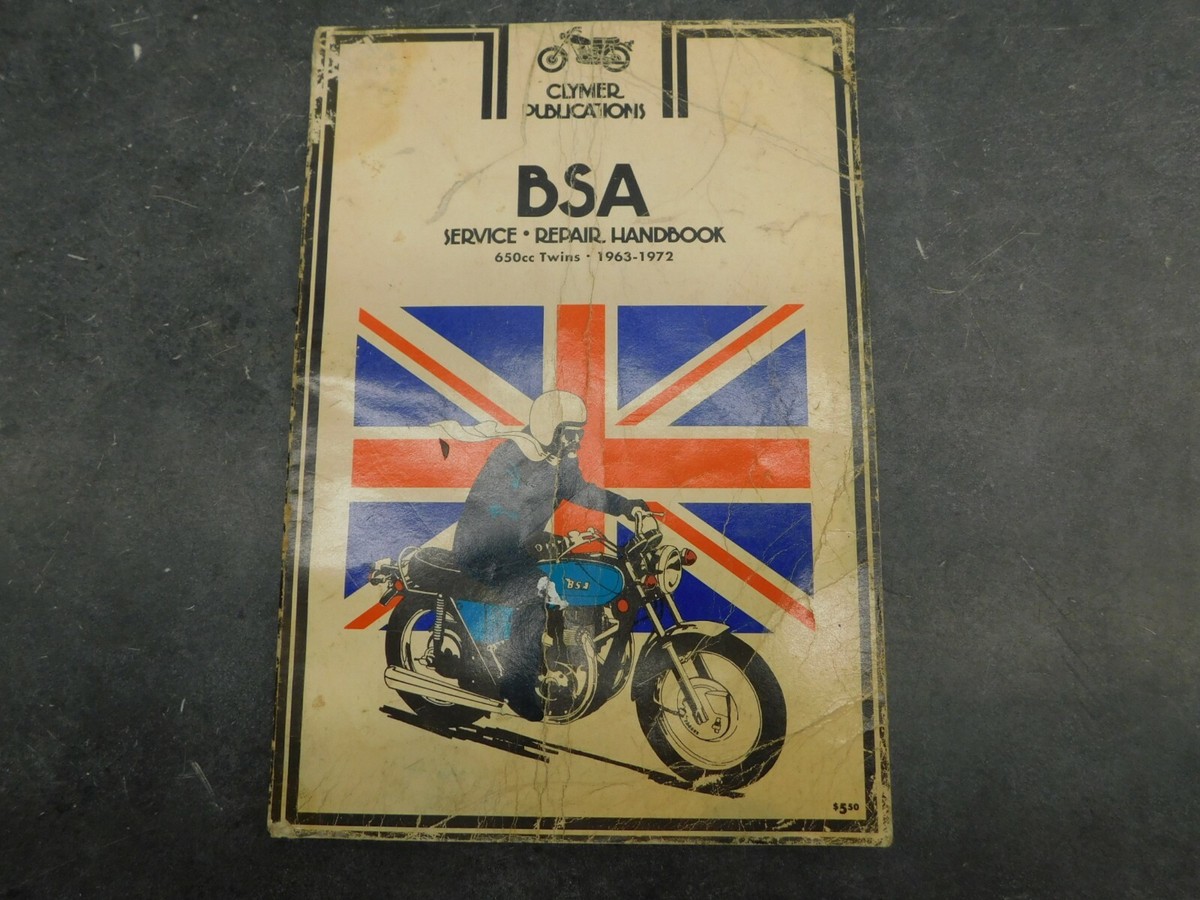 CLYMER
PUBLICATIONS
BSA
SERVICE • REPAIR HANDBOOK
650cc Twins • 1963-1972
BSA
$5.50